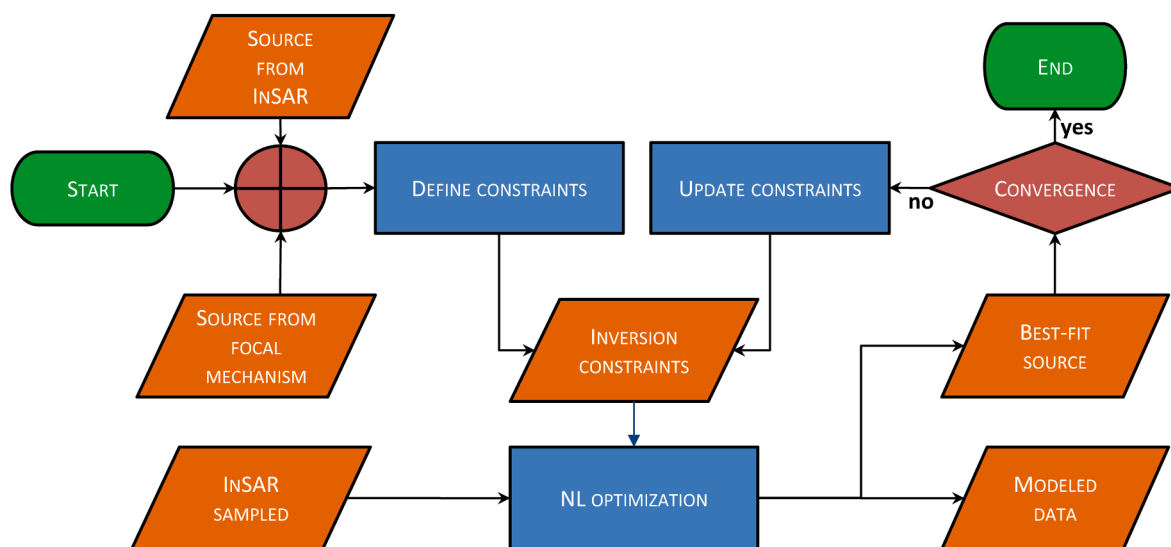 SOURCE
FROM
INSAR
END
yes
START
DEFINE CONSTRAINTS
UPDATE CONSTRAINTS
no
CONVERGENCE
SOURCE FROM
FOCAL
MECHANISM
INVERSION
CONSTRAINTS
BEST-FIT
SOURCE
INSAR
SAMPLED
NL OPTIMIZATION
MODELED
DATA